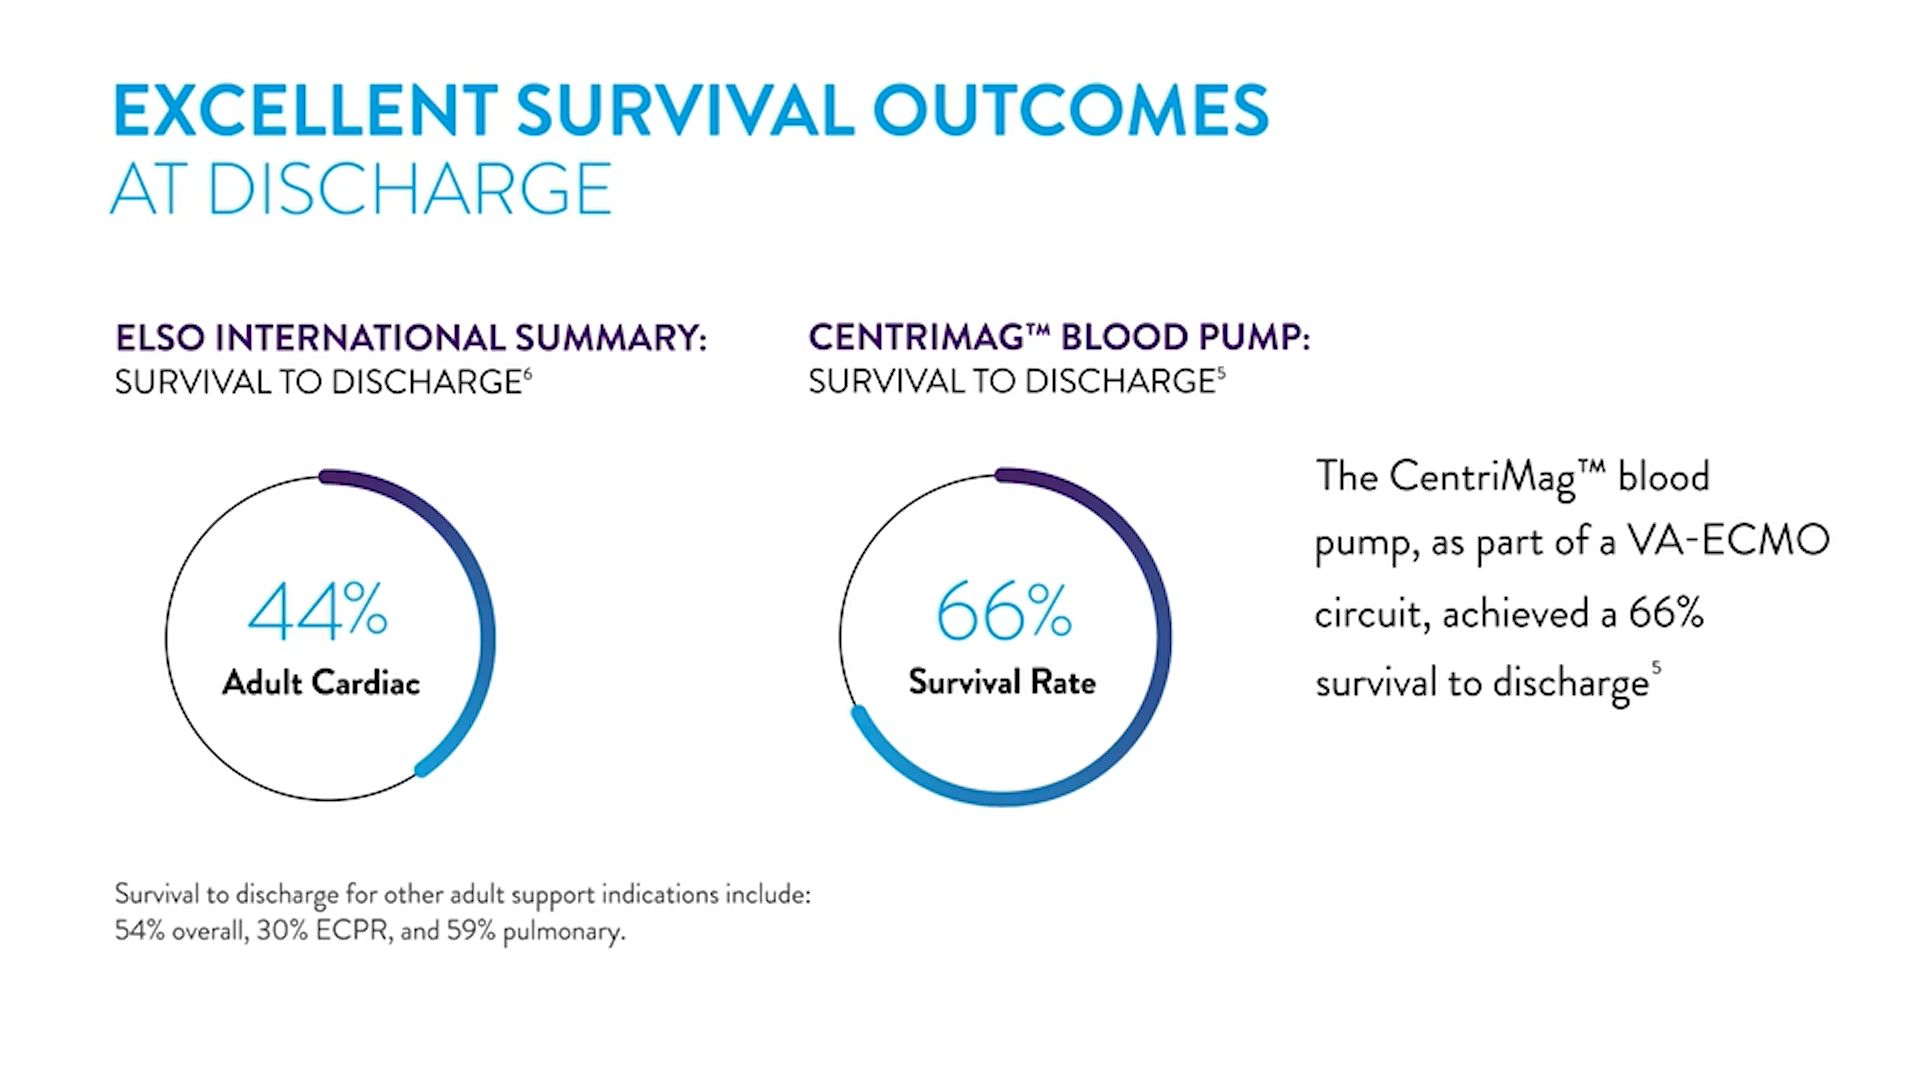 EXCELLENT SURVIVAL OUTCOMES
AT DISCHARGE
ELSO INTERNATIONAL SUMMARY:
SURVIVAL TO DISCHARGE⁶
44%
Adult Cardiac
Survival to discharge for other adult support indications include:
54% overall, 30% ECPR, and 59% pulmonary.
CENTRIMAG™ BLOOD PUMP:
SURVIVAL TO DISCHARGE⁵
66%
Survival Rate
The CentriMag™ blood
pump, as part of a VA-ECMO
circuit, achieved a 66%
survival to discharge⁵